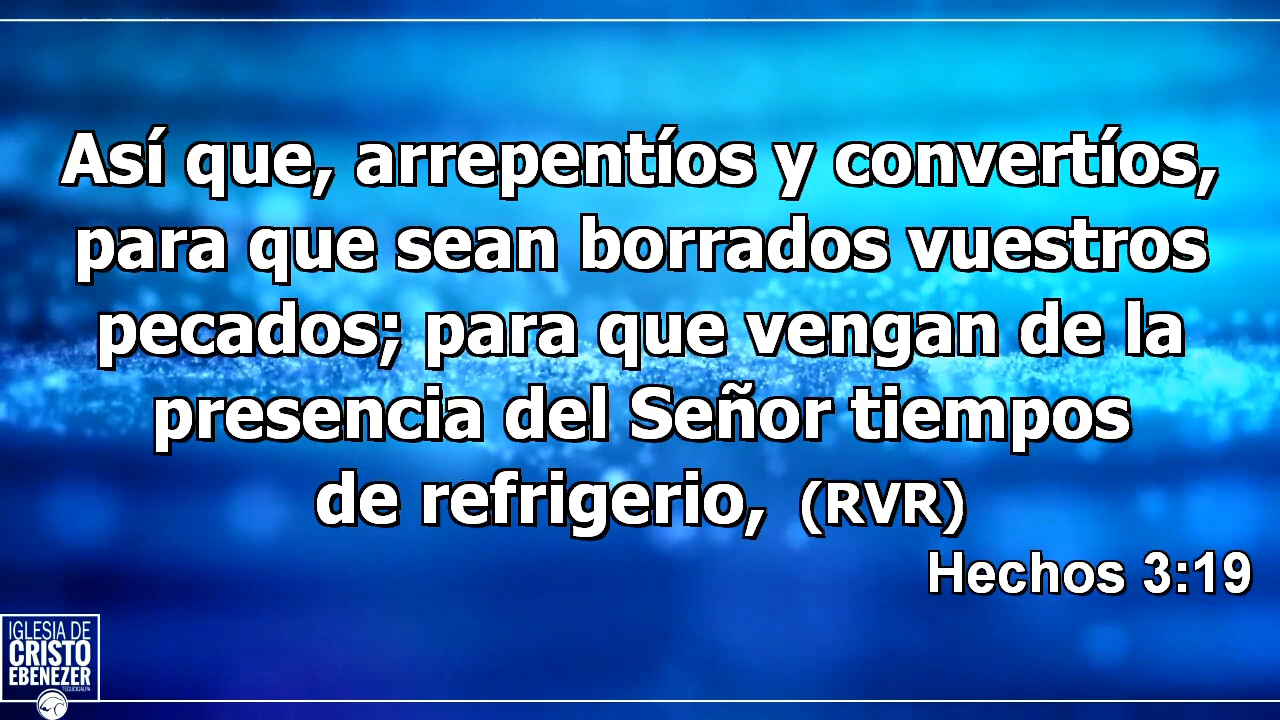 Así que, arrepentíos y convertíos,
para que sean borrados vuestros
pecados; para que vengan de la
presencia del Señor tiempos
de refrigerio, (RVR)
Hechos 3:19
IGLESIA DE
CRISTO
EBENEZER
TEGUCIGALPA